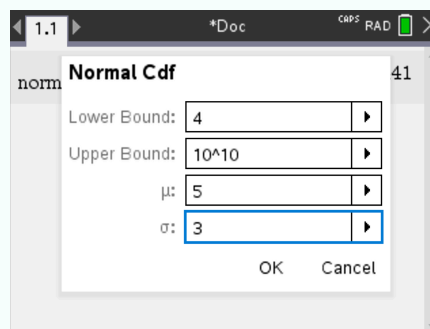 1.1 *Doc CAPS RAD
norm 41
Normal Cdf
Lower Bound: 4
Upper Bound: 10^10
μ: 5
σ: 3
OK Cancel